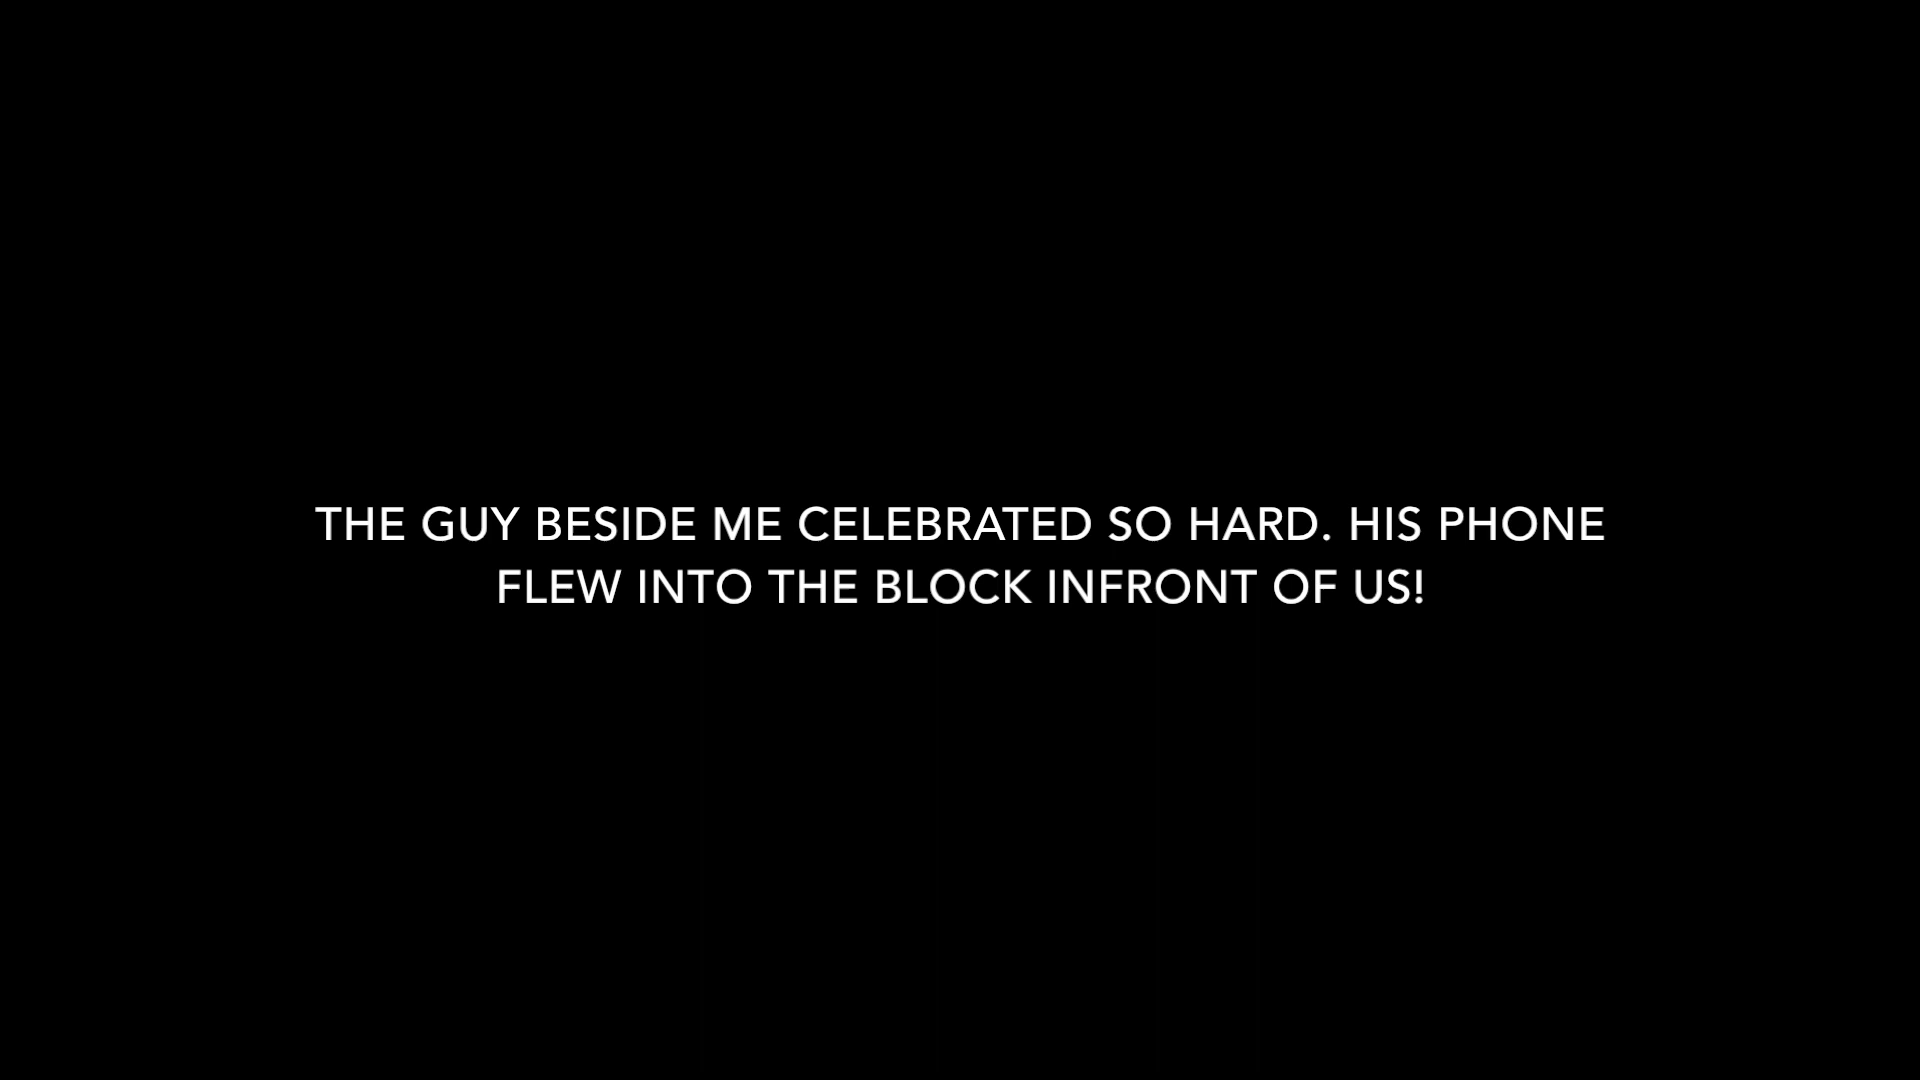 THE GUY BESIDE ME CELEBRATED SO HARD. HIS PHONE
FLEW INTO THE BLOCK INFRONT OF US!